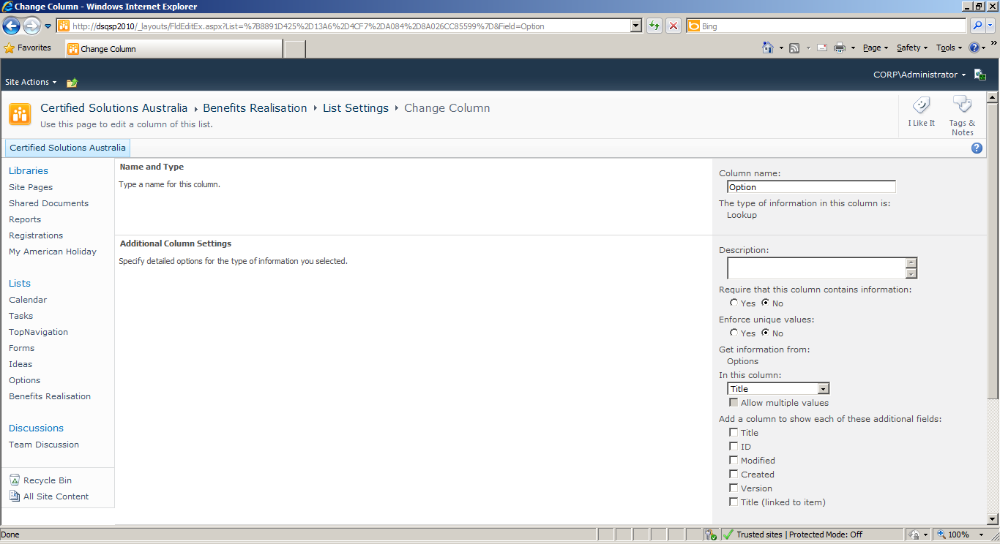 Change Column - Windows Internet Explorer
http://dsqsp2010/_layouts/FldEditEx.aspx?List=%7B8891D425%2D13A6%2D4CF7%2DA084%2D8A026CC85599%7D&Field=Option
Bing
Favorites
Change Column
Page
Safety
Tools
Site Actions
CORP\Administrator
Certified Solutions Australia
Benefits Realisation
List Settings
Change Column
Use this page to edit a column of this list.
I Like It
Tags &
Notes
Certified Solutions Australia
Libraries
Site Pages
Shared Documents
Reports
Registrations
My American Holiday
Lists
Calendar
Tasks
TopNavigation
Forms
Ideas
Options
Benefits Realisation
Discussions
Team Discussion
Recycle Bin
All Site Content
Name and Type
Type a name for this column.
Column name:
Option
The type of information in this column is:
Lookup
Additional Column Settings
Specify detailed options for the type of information you selected.
Description:
Require that this column contains information:
Yes No
Enforce unique values:
Yes No
Get information from:
Options
In this column:
Title
Allow multiple values
Add a column to show each of these additional fields:
Title
ID
Modified
Created
Version
Title (linked to item)
Done
Trusted sites | Protected Mode: Off
100%